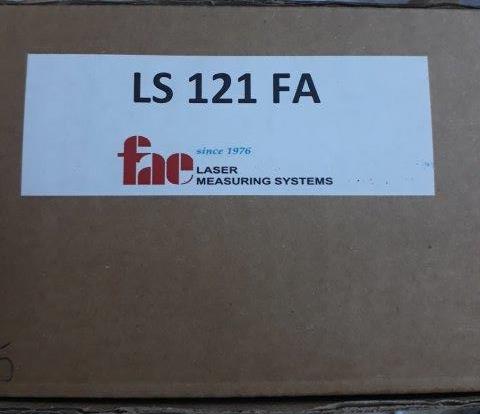 LS 121 FA
fae
since 1976
LASER
MEASURING SYSTEMS